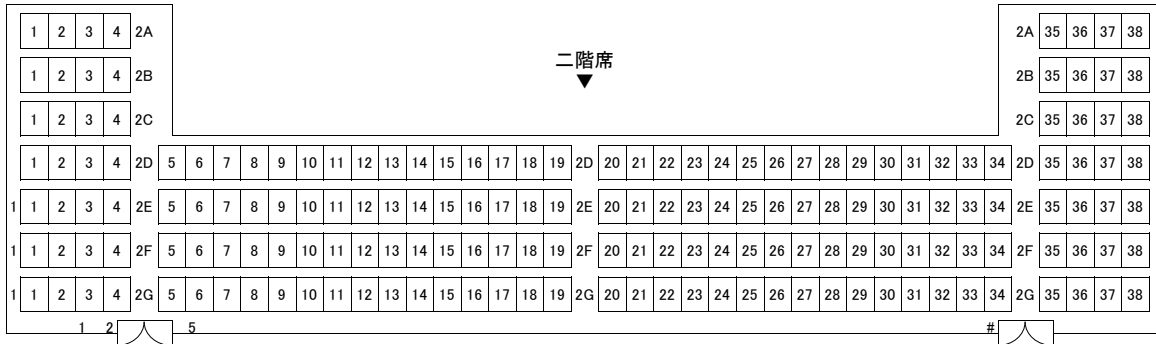 1 2 3 4 2A 2A 35 36 37 38
二階席
▼
1 2 3 4 2B 2B 35 36 37 38
1 2 3 4 2C 2C 35 36 37 38
1 2 3 4 2D 5 6 7 8 9 10 11 12 13 14 15 16 17 18 19 2D 20 21 22 23 24 25 26 27 28 29 30 31 32 33 34 2D 35 36 37 38
1 1 2 3 4 2E 5 6 7 8 9 10 11 12 13 14 15 16 17 18 19 2E 20 21 22 23 24 25 26 27 28 29 30 31 32 33 34 2E 35 36 37 38
1 1 2 3 4 2F 5 6 7 8 9 10 11 12 13 14 15 16 17 18 19 2F 20 21 22 23 24 25 26 27 28 29 30 31 32 33 34 2F 35 36 37 38
1 1 2 3 4 2G 5 6 7 8 9 10 11 12 13 14 15 16 17 18 19 2G 20 21 22 23 24 25 26 27 28 29 30 31 32 33 34 2G 35 36 37 38
1 2 5 #